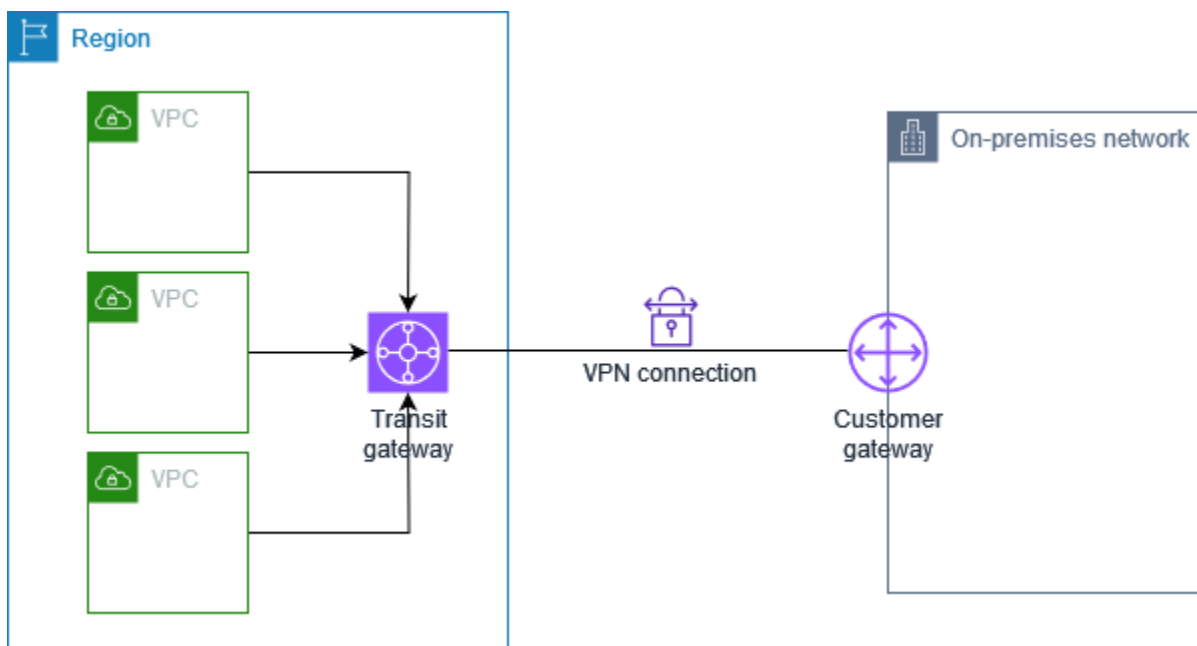 Region
VPC
VPC
VPC
Transit
gateway
VPN connection
Customer
gateway
On-premises network